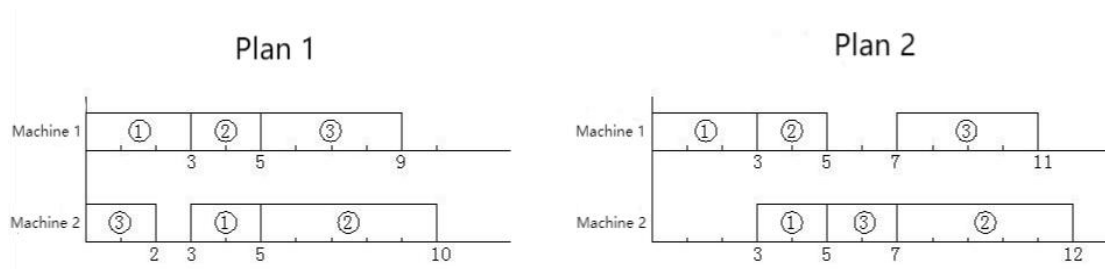 Plan 1
Machine 1 ① ② ③
3 5 9
Machine 2 ③ ① ②
2 3 5 10
Plan 2
Machine 1 ① ② ③
3 5 7 11
Machine 2 ① ③ ②
3 5 7 12